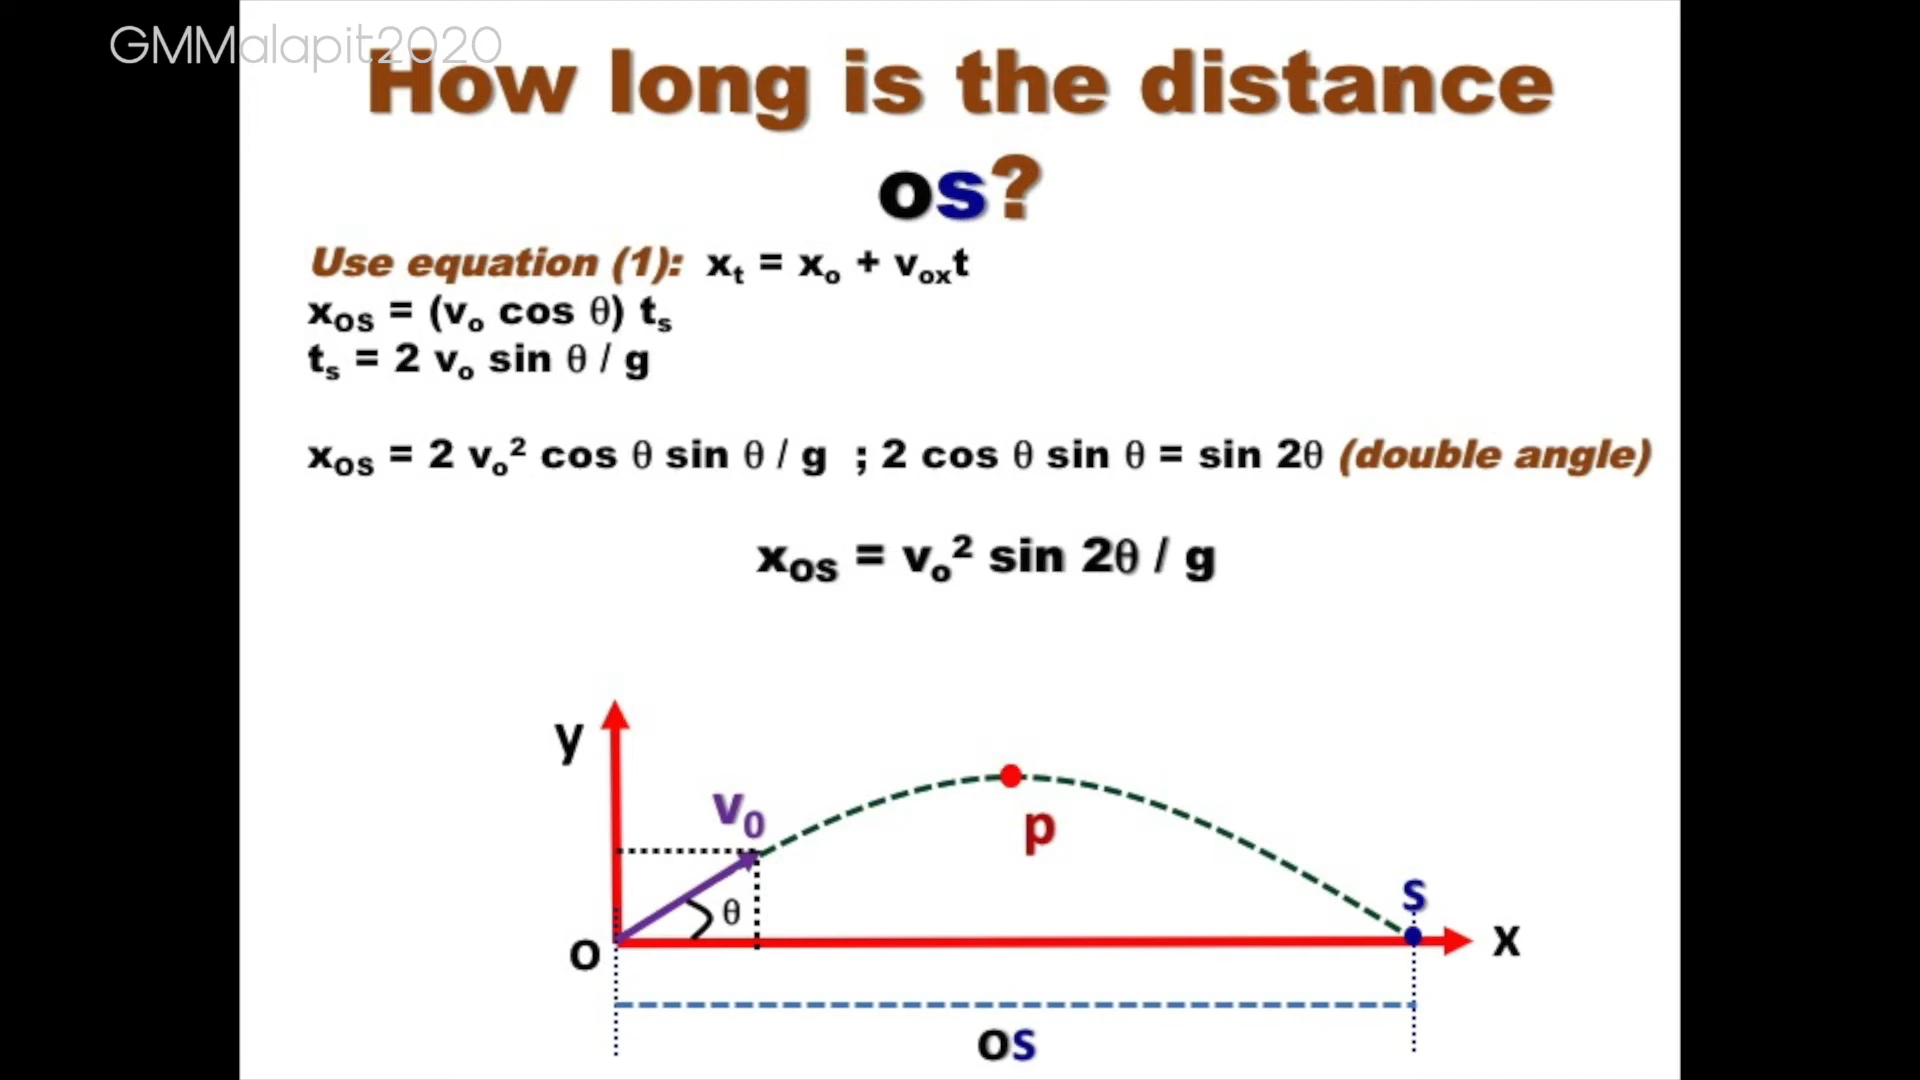 GMMalapit2020
How long is the distance
os?
Use equation (1): xₜ = xₒ + vₒₓt
xOS = (vₒ cos θ) tₛ
tₛ = 2 vₒ sin θ / g
xOS = 2 vₒ² cos θ sin θ / g ; 2 cos θ sin θ = sin 2θ (double angle)
xOS = vₒ² sin 2θ / g
y
v₀
p
θ
s
o
x
os